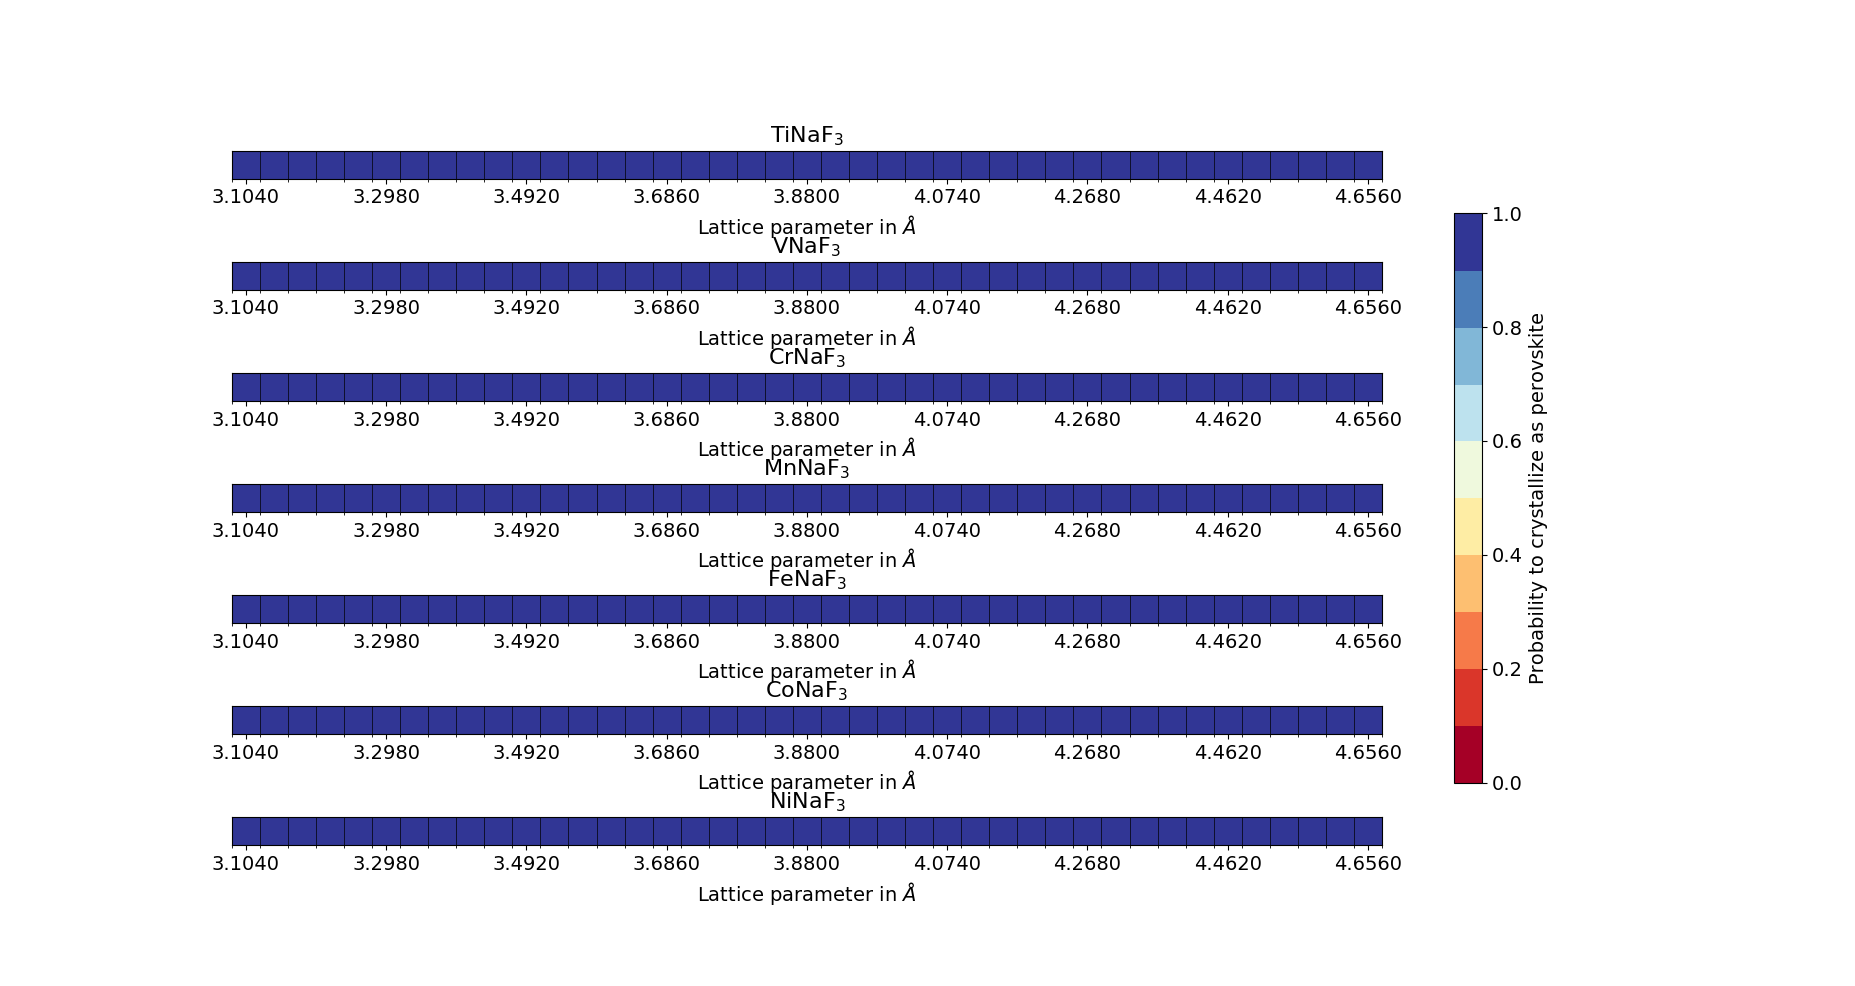 TiNaF3
3.1040 3.2980 3.4920 3.6860 3.8800 4.0740 4.2680 4.4620 4.6560
Lattice parameter in Å
VNaF3
3.1040 3.2980 3.4920 3.6860 3.8800 4.0740 4.2680 4.4620 4.6560
Lattice parameter in Å
CrNaF3
3.1040 3.2980 3.4920 3.6860 3.8800 4.0740 4.2680 4.4620 4.6560
Lattice parameter in Å
MnNaF3
3.1040 3.2980 3.4920 3.6860 3.8800 4.0740 4.2680 4.4620 4.6560
Lattice parameter in Å
FeNaF3
3.1040 3.2980 3.4920 3.6860 3.8800 4.0740 4.2680 4.4620 4.6560
Lattice parameter in Å
CoNaF3
3.1040 3.2980 3.4920 3.6860 3.8800 4.0740 4.2680 4.4620 4.6560
Lattice parameter in Å
NiNaF3
3.1040 3.2980 3.4920 3.6860 3.8800 4.0740 4.2680 4.4620 4.6560
Lattice parameter in Å
1.0
0.8
0.6
0.4
0.2
0.0
Probability to crystallize as perovskite